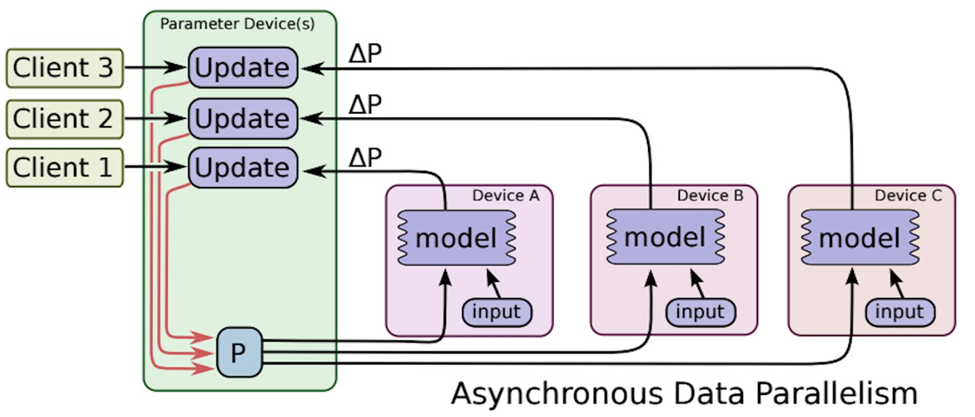 Parameter Device(s)
Client 3
Update
ΔP
Client 2
Update
ΔP
Client 1
Update
ΔP
Device A
Device B
Device C
model
model
model
input
input
input
P
Asynchronous Data Parallelism